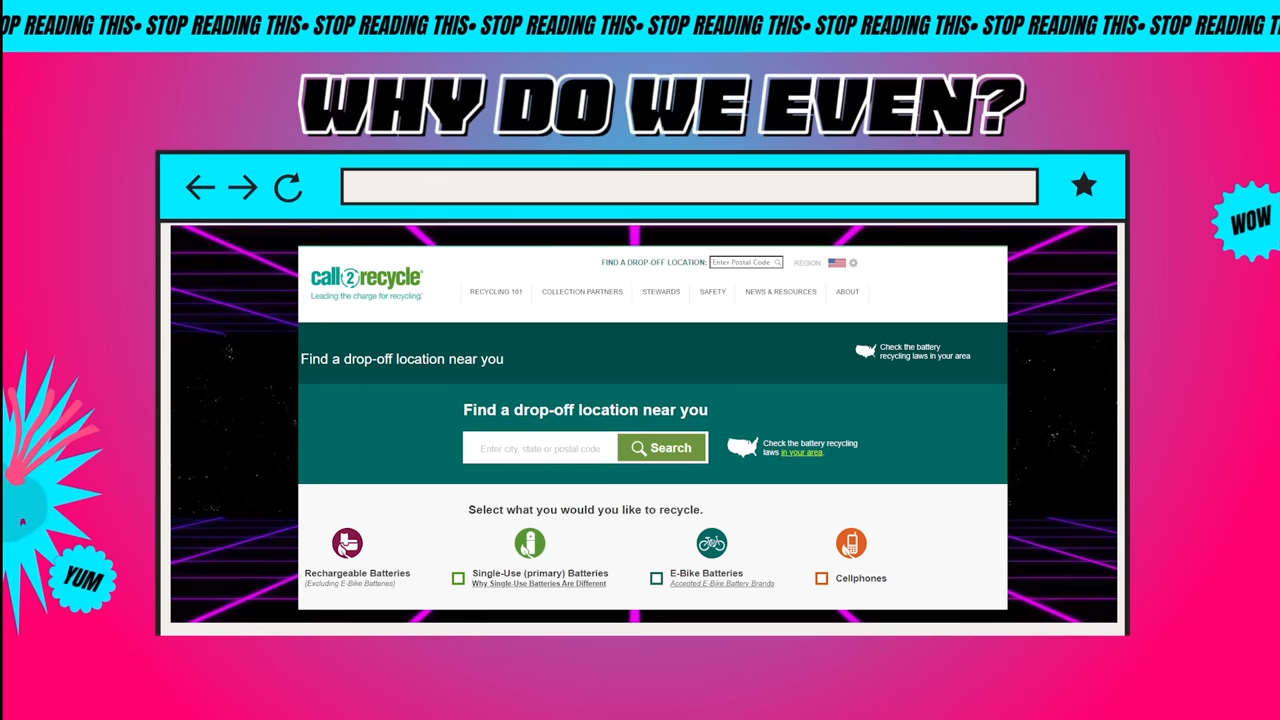 OP READING THIS• STOP READING THIS• STOP READING THIS• STOP READING THIS• STOP READING THIS• STOP READING THIS• STOP READING THIS• STOP READING T
WHY DO WE EVEN?
WOW
FIND A DROP-OFF LOCATION: Enter Postal Code REGION
call2recycle®
Leading the charge for recycling.™
RECYCLING 101 COLLECTION PARTNERS STEWARDS SAFETY NEWS & RESOURCES ABOUT
Find a drop-off location near you
Check the battery
recycling laws in your area
Find a drop-off location near you
Enter city, state or postal code Search
Check the battery recycling
laws in your area.
Select what you would you like to recycle.
Rechargeable Batteries
(Excluding E-Bike Batteries)
Single-Use (primary) Batteries
Why Single-Use Batteries Are Different
E-Bike Batteries
Accepted E-Bike Battery Brands
Cellphones
A
YUM